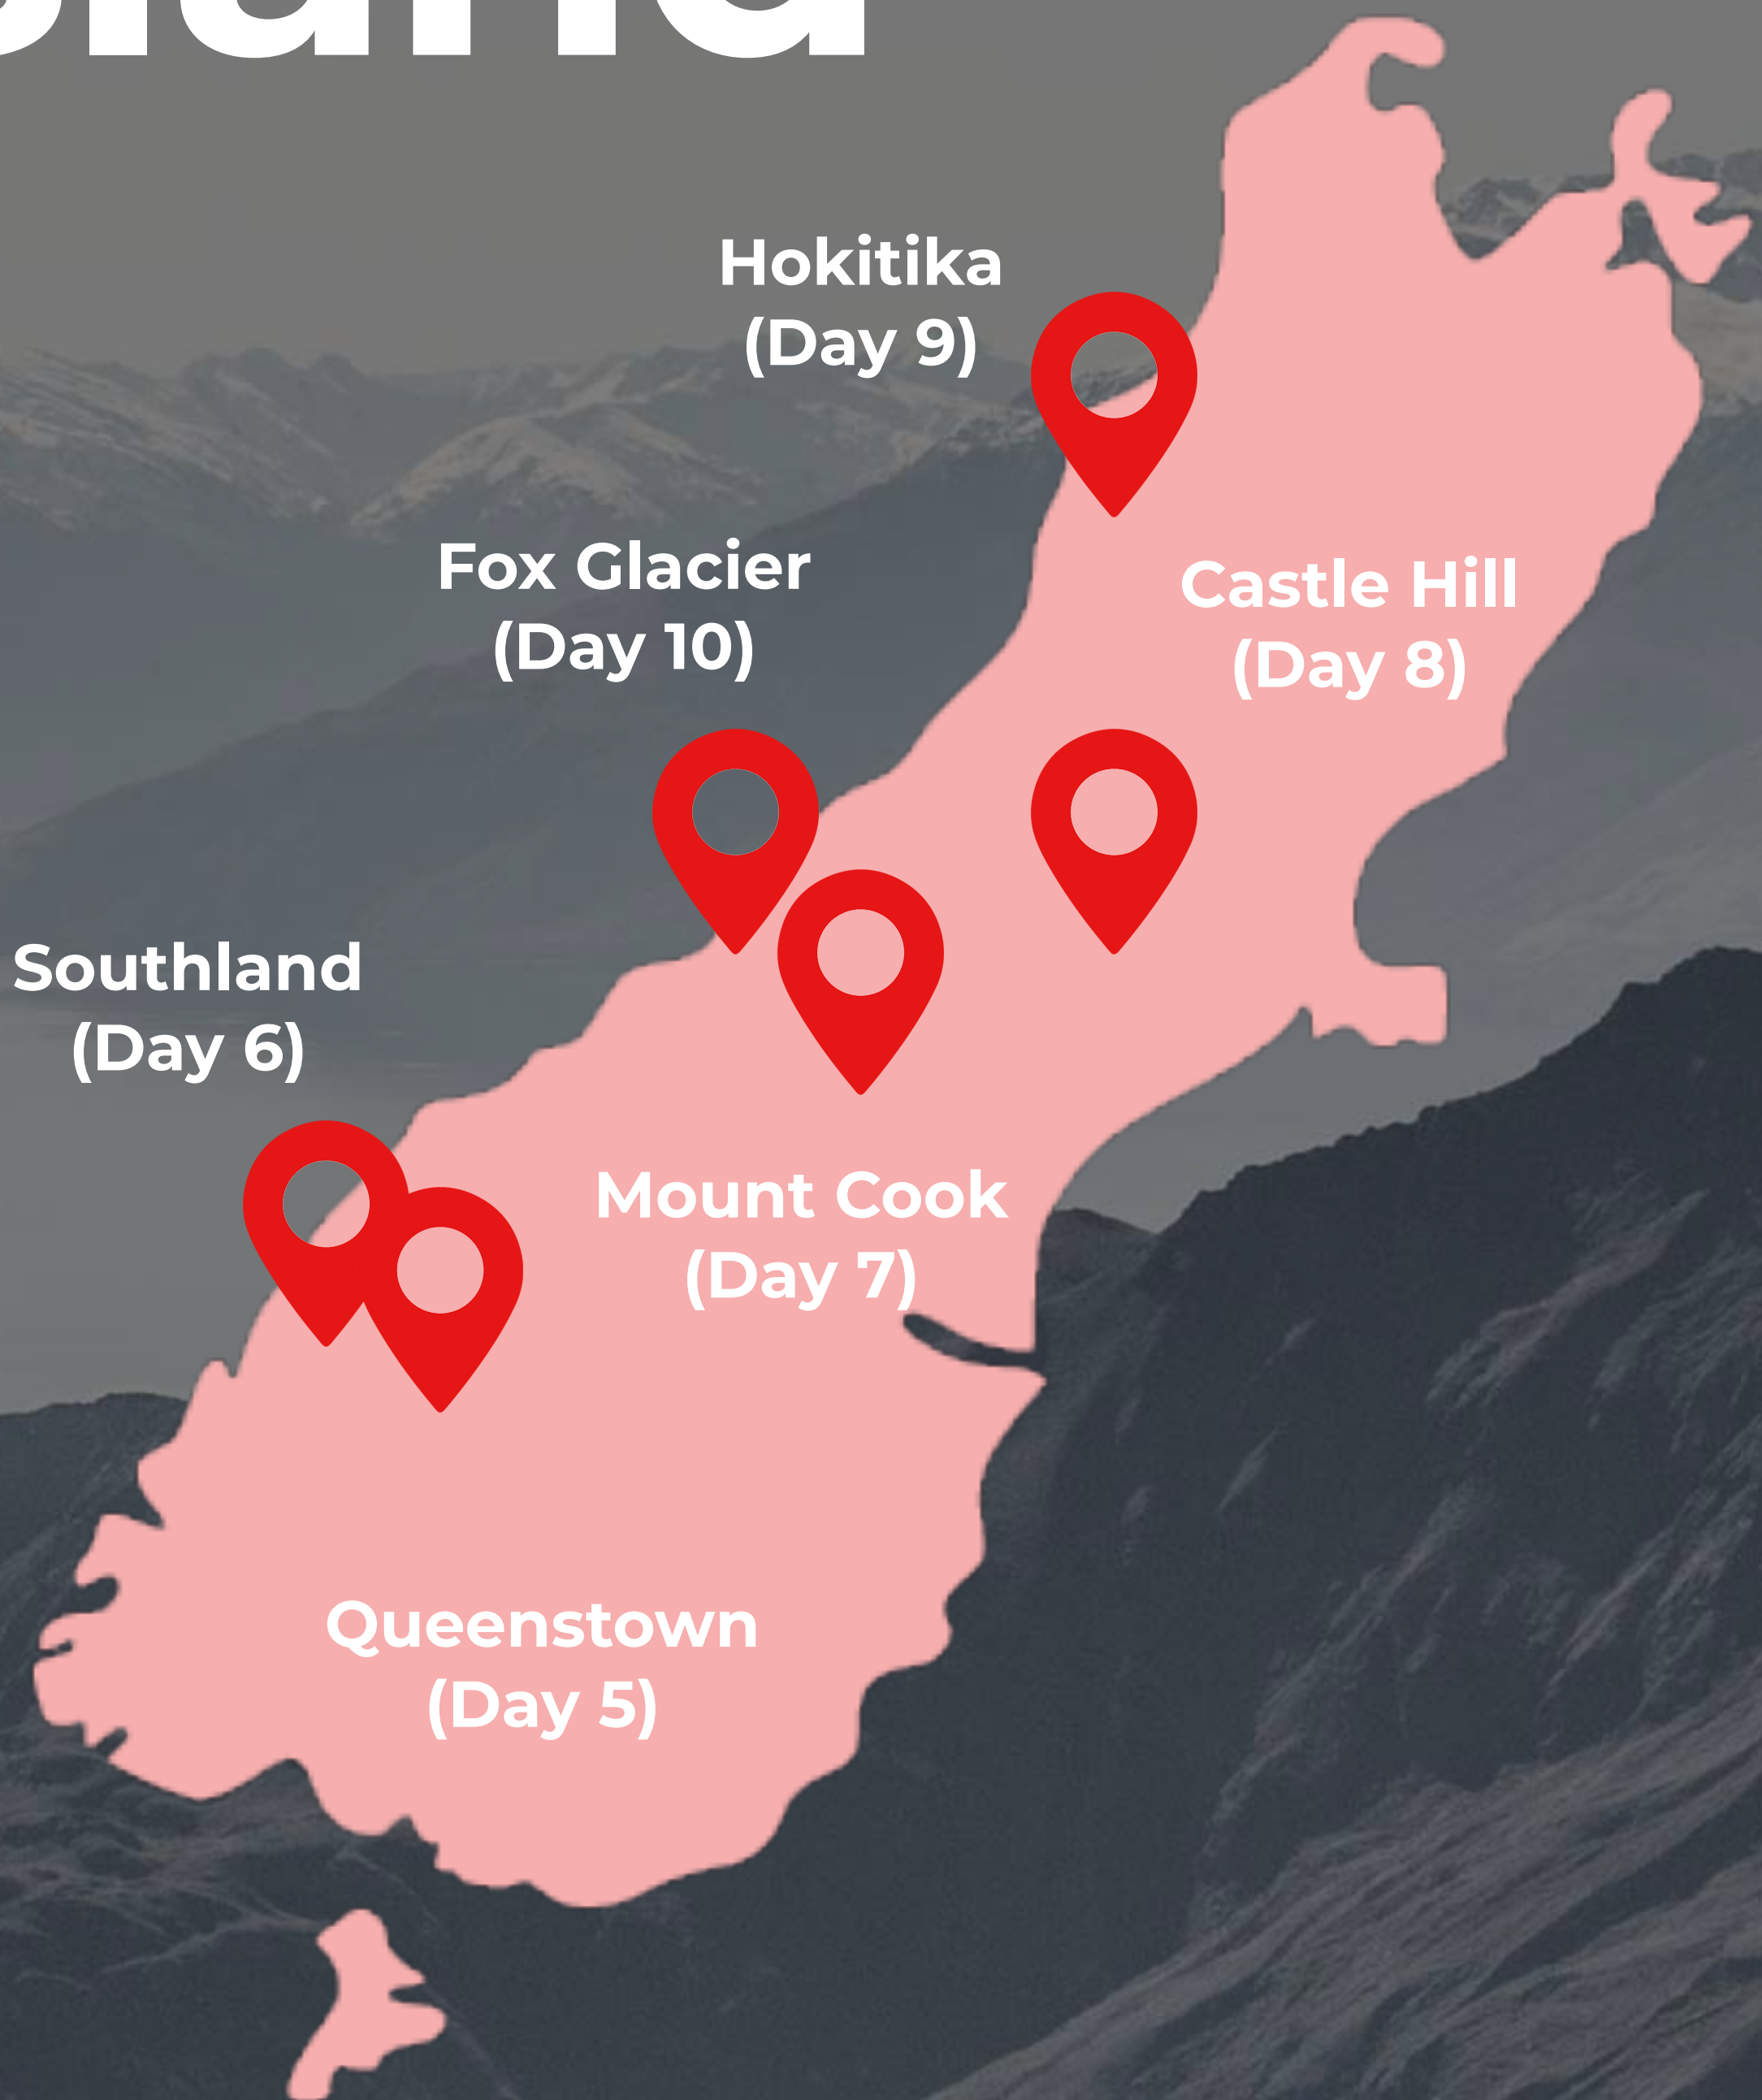 Hokitika
(Day 9)
Fox Glacier
(Day 10)
Castle Hill
(Day 8)
Southland
(Day 6)
Mount Cook
(Day 7)
Queenstown
(Day 5)